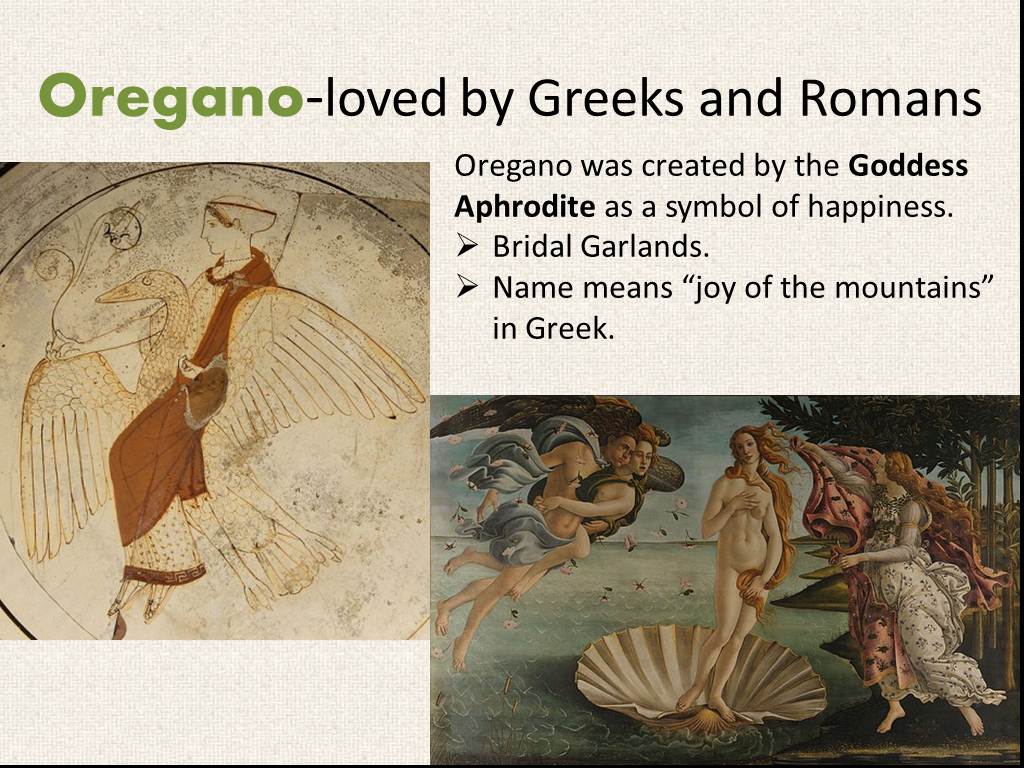 Oregano-loved by Greeks and Romans
Oregano was created by the Goddess
Aphrodite as a symbol of happiness.
➢ Bridal Garlands.
➢ Name means “joy of the mountains”
in Greek.